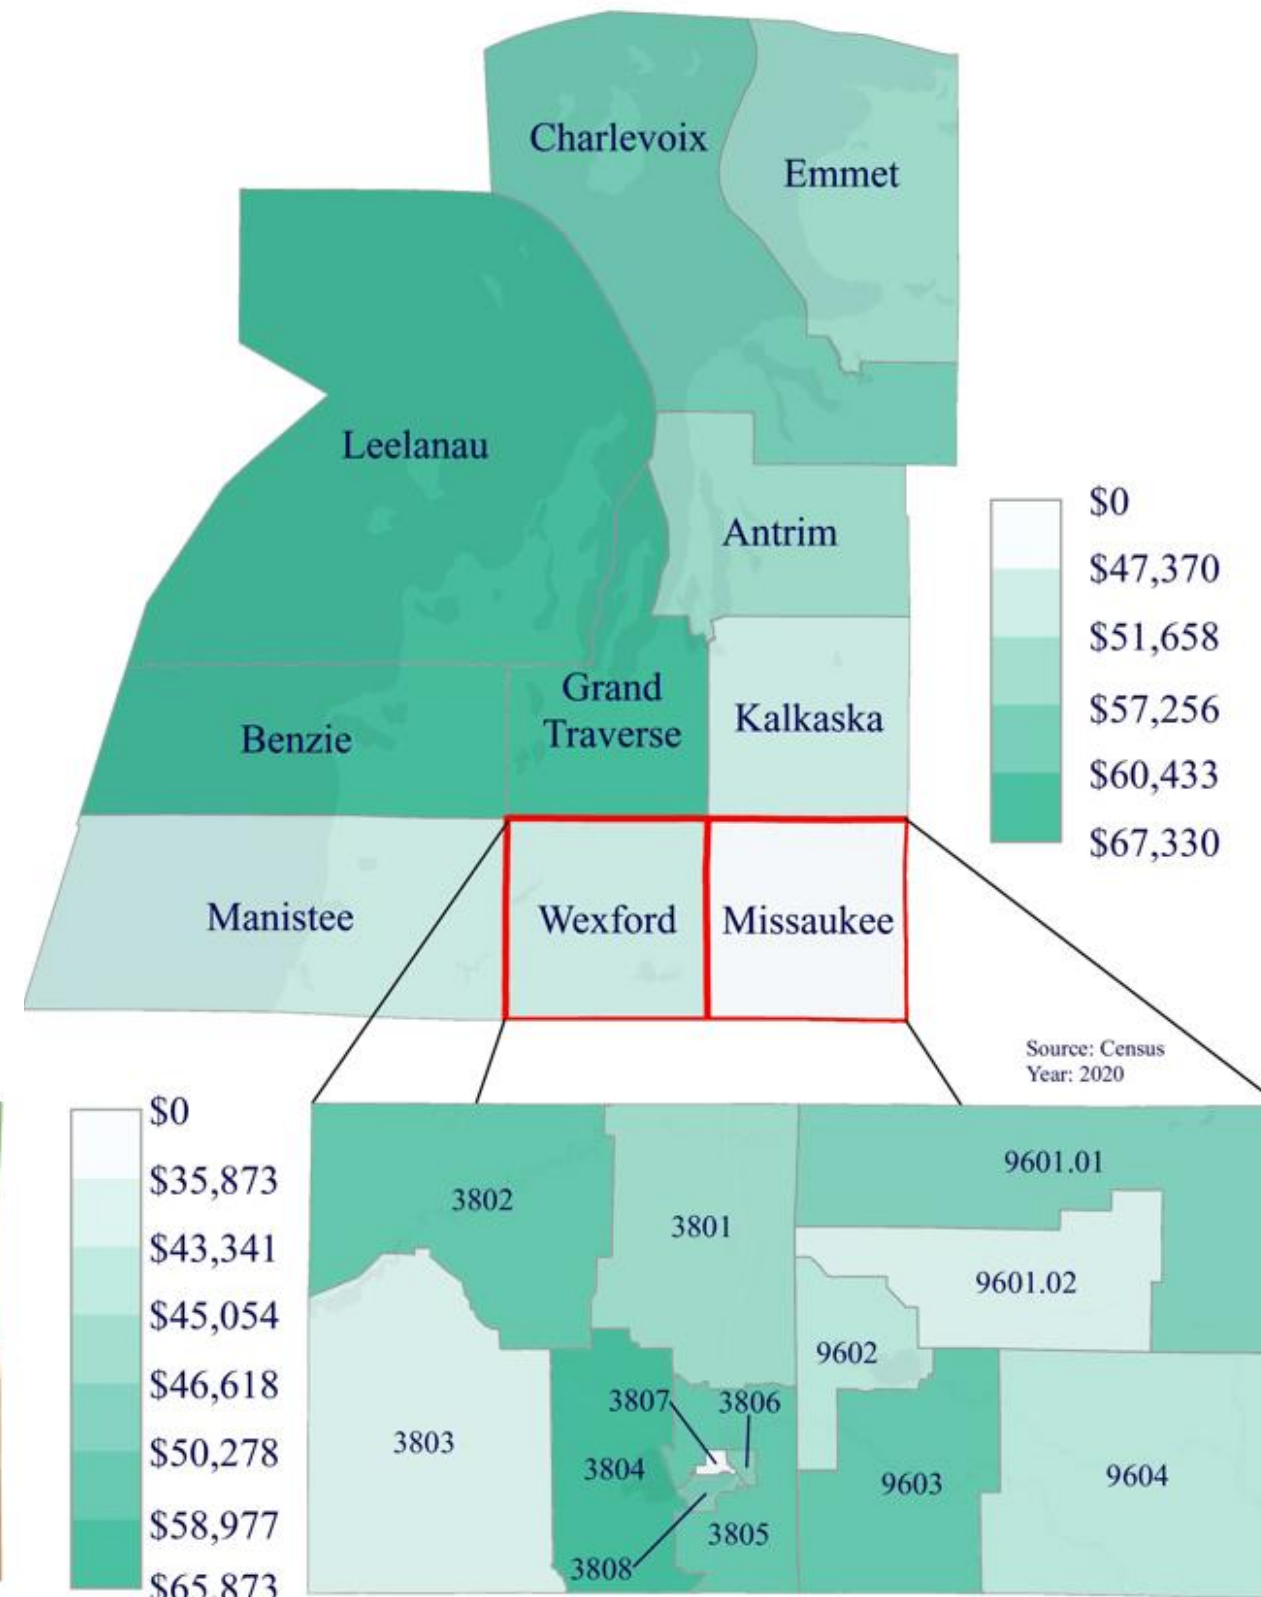 Charlevoix
Emmet
Leelanau
Antrim
Grand
Traverse
Kalkaska
Benzie
Manistee
Wexford
Missaukee
$0
$47,370
$51,658
$57,256
$60,433
$67,330
Source: Census
Year: 2020
$0
$35,873
$43,341
$45,054
$46,618
$50,278
$58,977
$65,873
3802
3801
9601.01
9601.02
9602
3807
3806
3803
3804
9603
9604
3805
3808